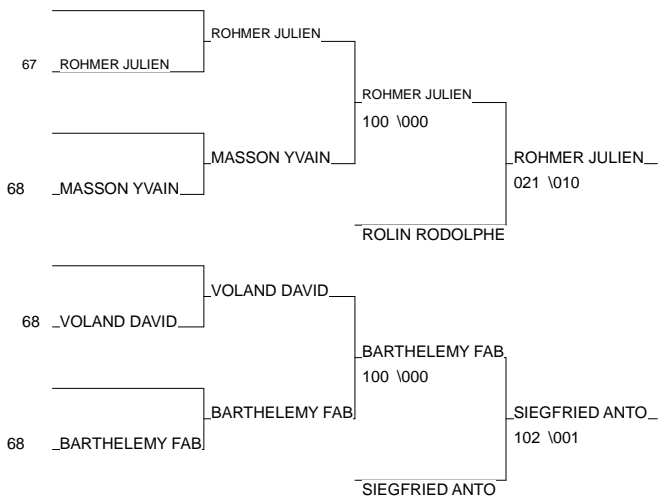 ROHMER JULIEN
67 ROHMER JULIEN
ROHMER JULIEN
100 \000
MASSON YVAIN
ROHMER JULIEN
021 \010
68 MASSON YVAIN
ROLIN RODOLPHE
VOLAND DAVID
68 VOLAND DAVID
BARTHELEMY FAB
100 \000
BARTHELEMY FAB
SIEGFRIED ANTO
102 \001
68 BARTHELEMY FAB
SIEGFRIED ANTO